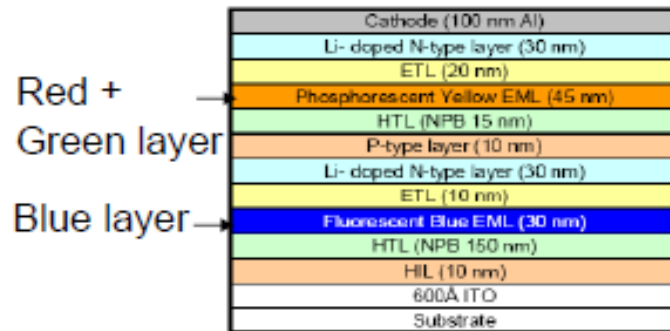 Cathode (100 nm Al)
Li- doped N-type layer (30 nm)
ETL (20 nm)
Red +
Green layer
Phosphorescent Yellow EML (45 nm)
HTL (NPB 15 nm)
P-type layer (10 nm)
Li- doped N-type layer (30 nm)
ETL (10 nm)
Blue layer
Fluorescent Blue EML (30 nm)
HTL (NPB 150 nm)
HIL (10 nm)
600Å ITO
Substrate